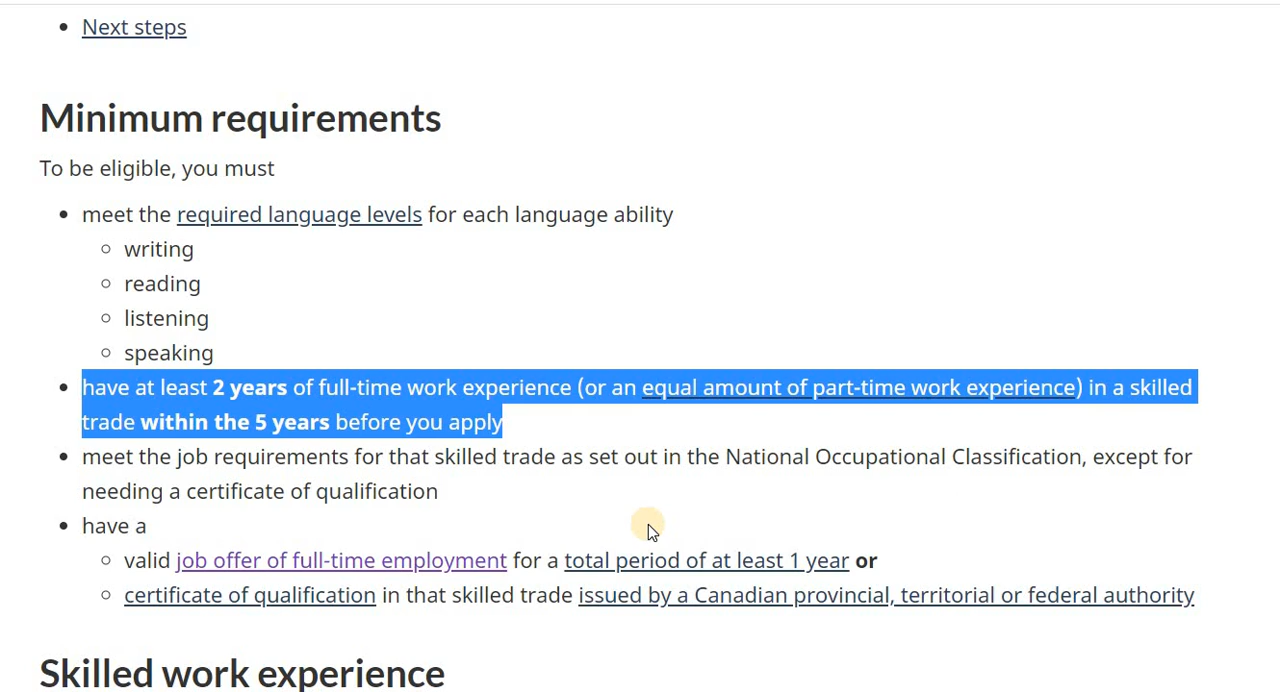 Next steps
Minimum requirements
To be eligible, you must
meet the required language levels for each language ability
writing
reading
listening
speaking
have at least 2 years of full-time work experience (or an equal amount of part-time work experience) in a skilled
trade within the 5 years before you apply
meet the job requirements for that skilled trade as set out in the National Occupational Classification, except for
needing a certificate of qualification
have a
valid job offer of full-time employment for a total period of at least 1 year or
certificate of qualification in that skilled trade issued by a Canadian provincial, territorial or federal authority
Skilled work experience